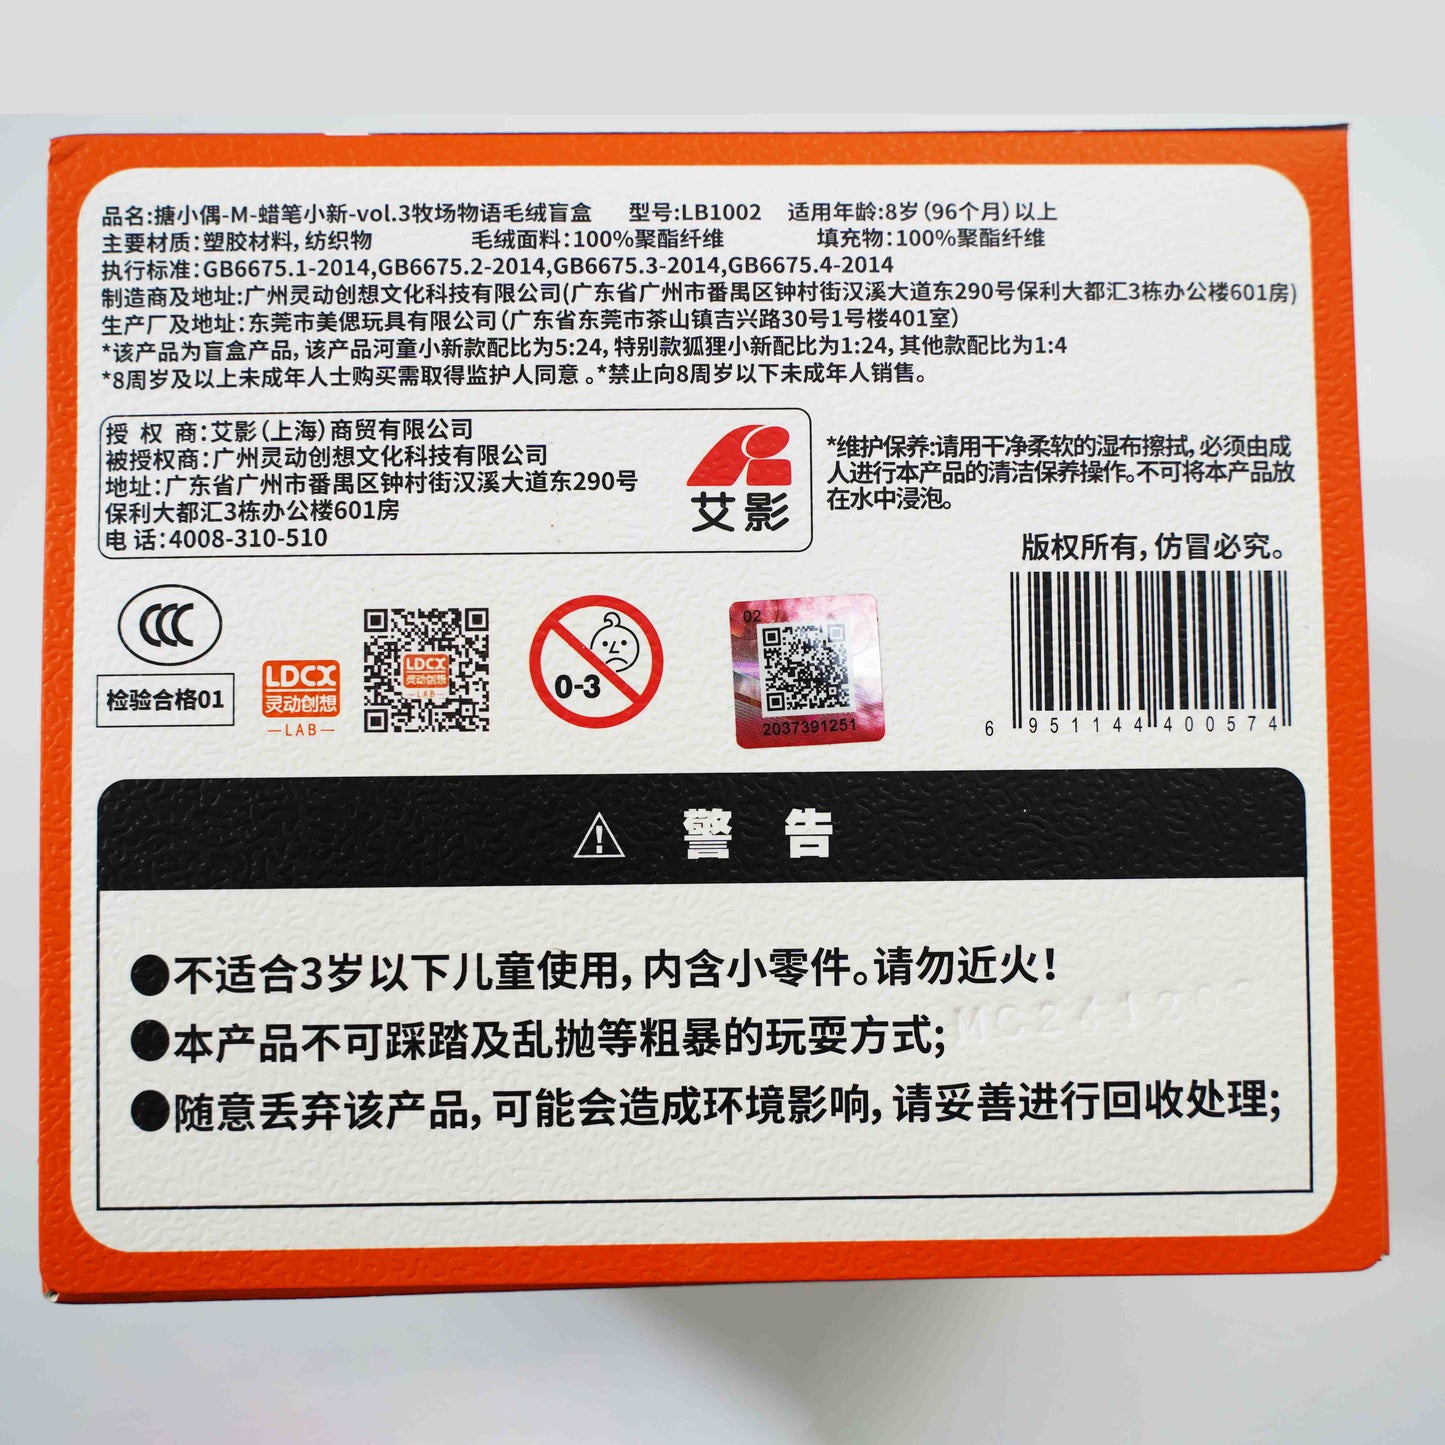 品名:搪小偶-M-蜡笔小新-vol.3牧场物语毛绒盲盒 型号:LB1002 适用年龄:8岁(96个月)以上
主要材质:塑胶材料,纺织物 毛绒面料:100%聚酯纤维 填充物:100%聚酯纤维
执行标准:GB6675.1-2014,GB6675.2-2014,GB6675.3-2014,GB6675.4-2014
制造商及地址:广州灵动创想文化科技有限公司(广东省广州市番禺区钟村街汉溪大道东290号保利大都汇3栋办公楼601房)
生产厂及地址:东莞市美偲玩具有限公司(广东省东莞市茶山镇吉兴路30号1号楼401室)
*该产品为盲盒产品,该产品河童小新款配比为5:24,特别款狐狸小新配比为1:24,其他款配比为1:4
*8周岁及以上未成年人士购买需取得监护人同意。*禁止向8周岁以下未成年人销售。
授 权 商:艾影(上海)商贸有限公司
被授权商:广州灵动创想文化科技有限公司
地址:广东省广州市番禺区钟村街汉溪大道东290号
保利大都汇3栋办公楼601房
电 话:4008-310-510
艾影
*维护保养:请用干净柔软的湿布擦拭,必须由成
人进行本产品的清洁保养操作。不可将本产品放
在水中浸泡。
版权所有,仿冒必究。
CCC
检验合格01
LDCX
灵动创想
LAB
LDCX
灵动创想
LAB
0-3
02
2037391251
6 951144 400574
警 告
●不适合3岁以下儿童使用,内含小零件。请勿近火!
MC241202
●本产品不可踩踏及乱抛等粗暴的玩耍方式;
●随意丢弃该产品,可能会造成环境影响,请妥善进行回收处理;